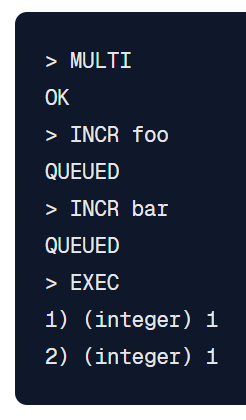 > MULTI
OK
> INCR foo
QUEUED
> INCR bar
QUEUED
> EXEC
1) (integer) 1
2) (integer) 1